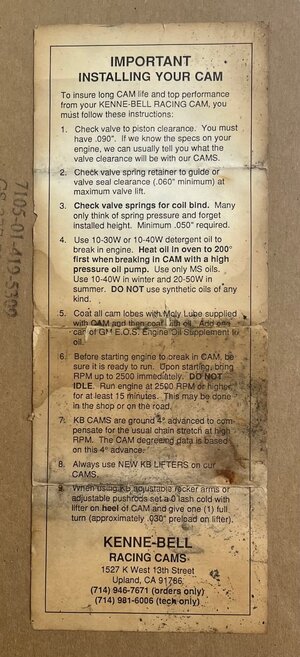 IMPORTANT
INSTALLING YOUR CAM
To insure long CAM life and top performance
from your KENNE-BELL RACING CAM, you
must follow these instructions:
1. Check valve to piston clearance. You must
have .090". If we know the specs on your
engine, we can usually tell you what the
valve clearance will be with our CAMS.
2. Check valve spring retainer to guide or
valve seal clearance (.060" minimum) at
maximum valve lift.
3. Check valve springs for coil bind. Many
only think of spring pressure and forget
installed height. Minimum .050" required.
4. Use 10-30W or 10-40W detergent oil to
break in engine. Heat oil in oven to 200°
first when breaking in CAM with a high
pressure oil pump. Use only MS oils.
Use 10-40W in winter and 20-50W in
summer. DO NOT use synthetic oils of any
kind.
5. Coat all cam lobes with Moly Lube supplied
with CAM and then coat with oil. Add one
can of GM E.O.S. Engine Oil Supplement to
oil.
6. Before starting engine to break in CAM, be
sure it is ready to run. Upon starting, bring
RPM up to 2500 immediately. DO NOT
IDLE. Run engine at 2500 RPM or higher
for at least 15 minutes. This may be done
in the shop or on the road.
7. KB CAMS are ground 4° advanced to com-
pensate for the usual chain stretch at high
RPM. The CAM degreeing data is based
on this 4° advance.
8. Always use NEW KB LIFTERS on our
CAMS.
9. When using KB adjustable rocker arms or
adjustable pushrods set a 0 lash cold with
lifter on heel of CAM and give one (1) full
turn (approximately .030" preload on lifter).
KENNE-BELL
RACING CAMS
1527 K West 13th Street
Upland, CA 91766
(714) 946-7671 (orders only)
(714) 981-6006 (tech only)
7105-01-419-5300